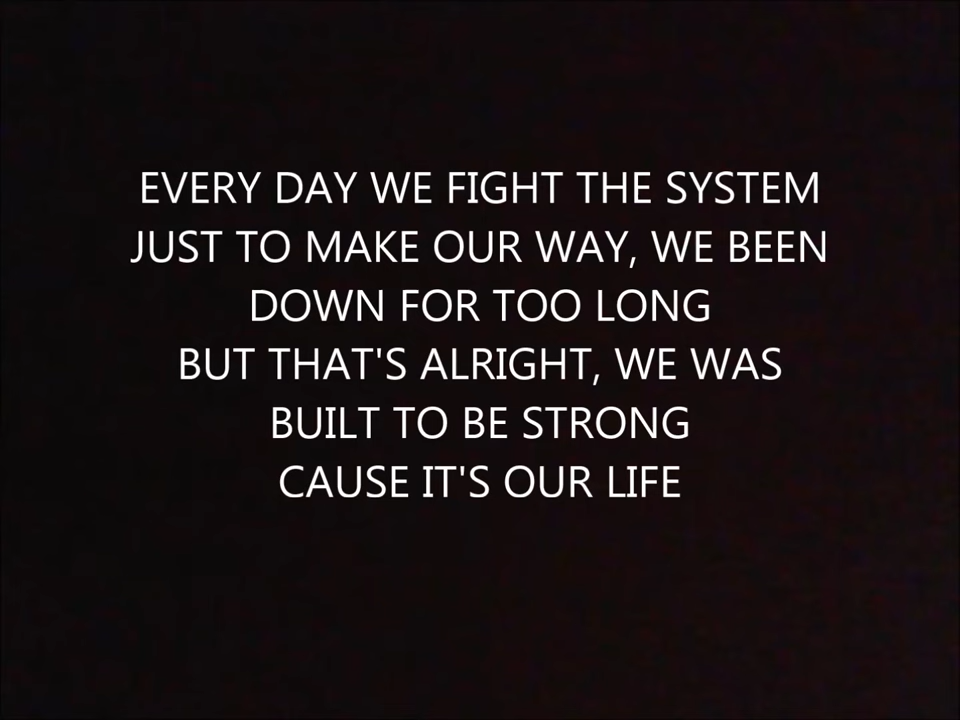 EVERY DAY WE FIGHT THE SYSTEM
JUST TO MAKE OUR WAY, WE BEEN
DOWN FOR TOO LONG
BUT THAT'S ALRIGHT, WE WAS
BUILT TO BE STRONG
CAUSE IT'S OUR LIFE